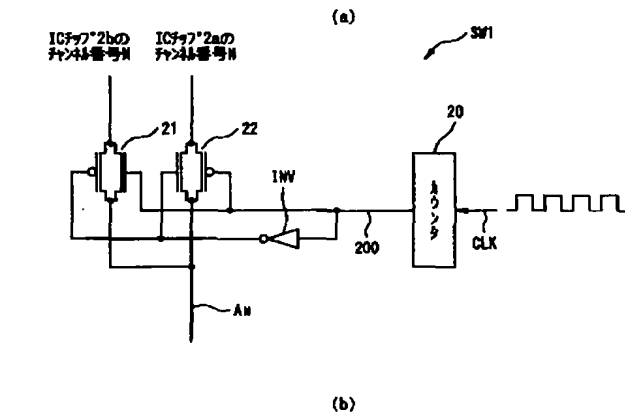 (a)
ICチップ2bの
チャンネル番号N
ICチップ2aの
チャンネル番号N
SW1
21
22
20
INV
カウンタ
200
CLK
AN
(b)